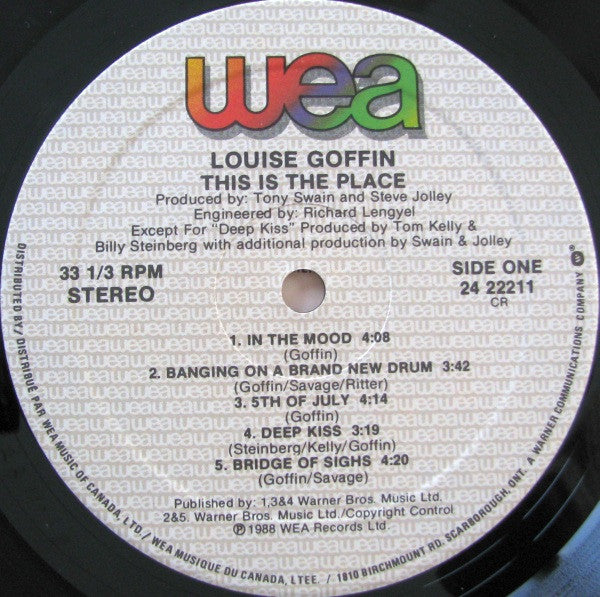 wea
LOUISE GOFFIN
THIS IS THE PLACE
Produced by: Tony Swain and Steve Jolley
Engineered by: Richard Lengyel
Except For "Deep Kiss" Produced by Tom Kelly &
Billy Steinberg with additional production by Swain & Jolley
33 1/3 RPM
STEREO
SIDE ONE
24 22211
CR
1. IN THE MOOD 4:08
(Goffin)
2. BANGING ON A BRAND NEW DRUM 3:42
(Goffin/Savage/Ritter)
3. 5TH OF JULY 4:14
(Goffin)
4. DEEP KISS 3:19
(Steinberg/Kelly/Goffin)
5. BRIDGE OF SIGHS 4:20
(Goffin/Savage)
Published by: 1,3&4 Warner Bros. Music Ltd.
2&5. Warner Bros. Music Ltd./Copyright Control
℗1988 WEA Records Ltd.
DISTRIBUTED BY / DISTRIBUÉ PAR WEA MUSIC OF CANADA, LTD. / WEA MUSIQUE DU CANADA, LTEE. / 1810 BIRCHMOUNT RD. SCARBOROUGH, ONT. A WARNER COMMUNICATIONS COMPANY